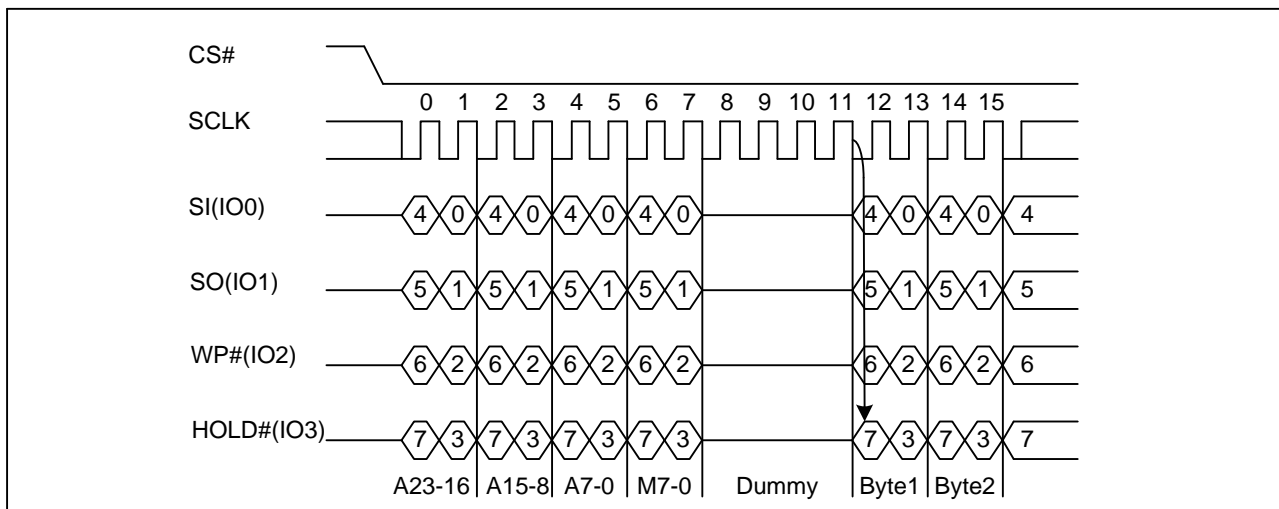 CS#
0 1 2 3 4 5 6 7 8 9 10 11 12 13 14 15
SCLK
SI(IO0) 4 0 4 0 4 0 4 0 4 0 4 0 4
SO(IO1) 5 1 5 1 5 1 5 1 5 1 5 1 5
WP#(IO2) 6 2 6 2 6 2 6 2 6 2 6 2 6
HOLD#(IO3) 7 3 7 3 7 3 7 3 7 3 7 3 7
A23-16 A15-8 A7-0 M7-0 Dummy Byte1 Byte2